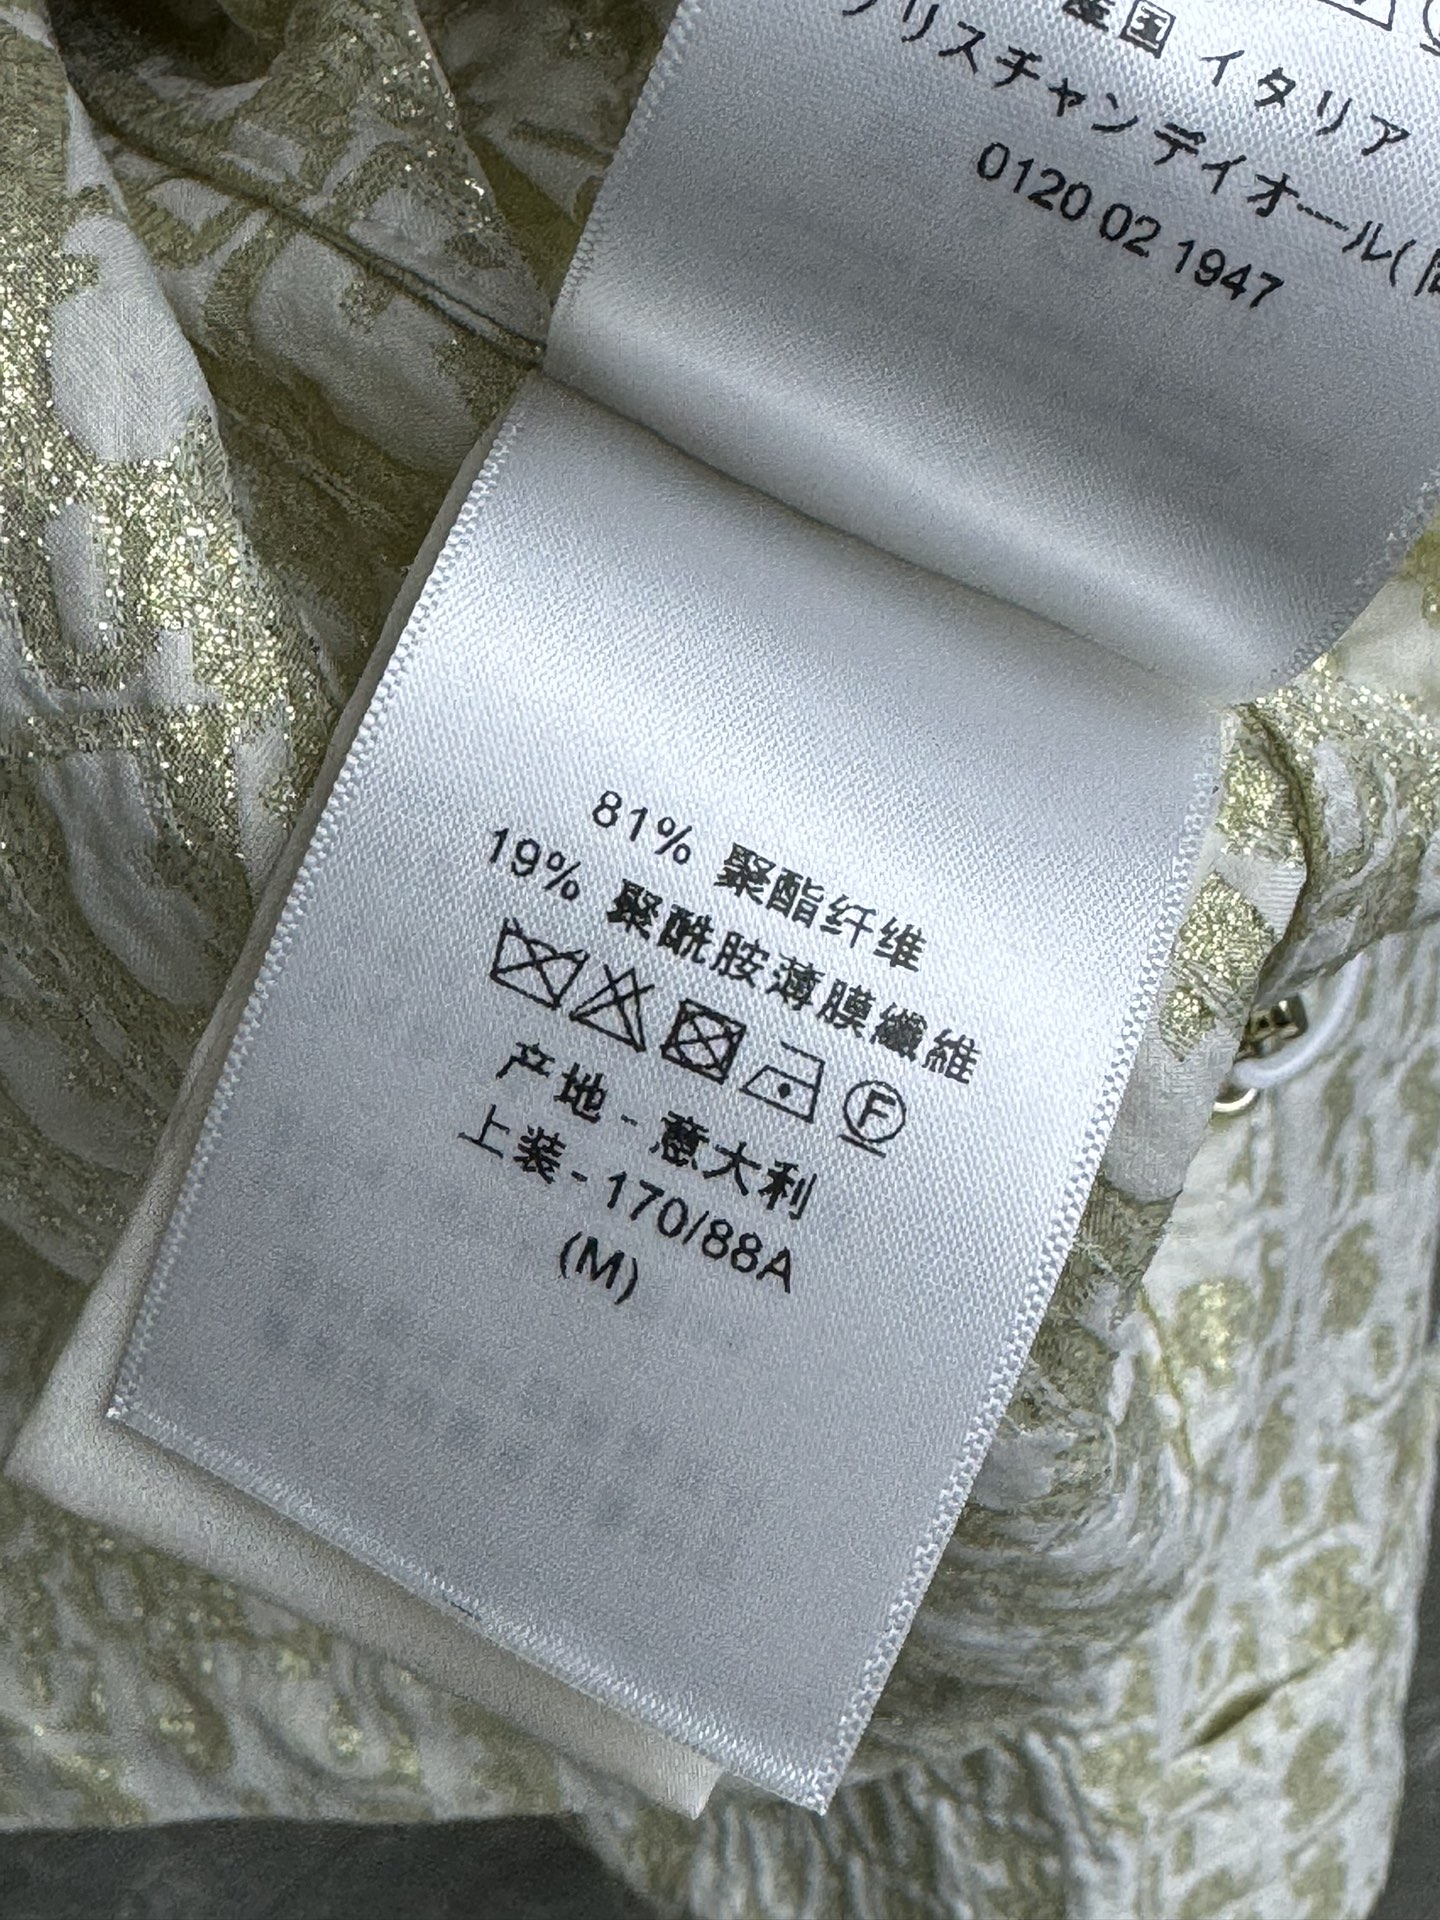 産国 イタリア
リスチャンディオール(
0120 02 1947
81% 聚酯纤维
19% 聚酰胺薄膜纖維
F
产地 - 意大利
上装 - 170/88A
(M)